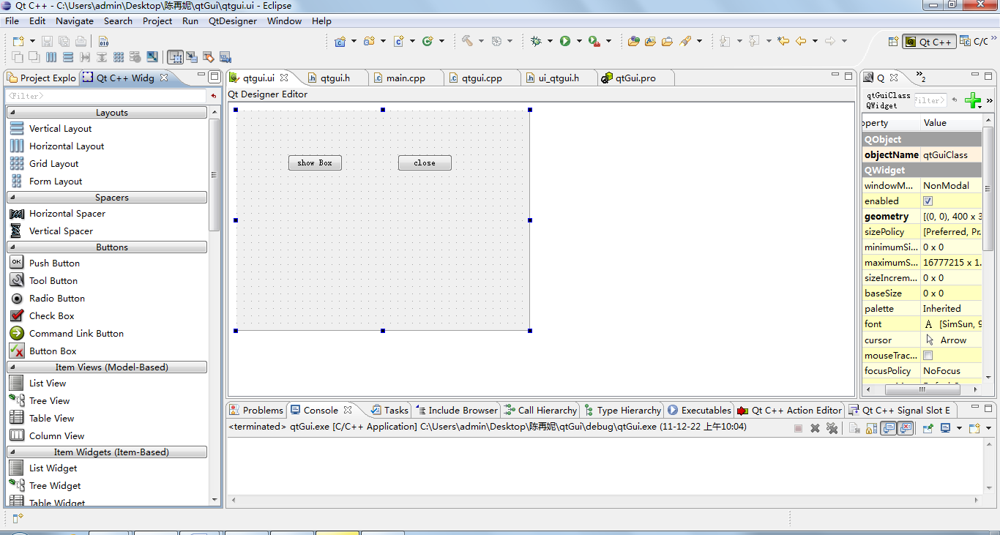 Qt C++ - C:\Users\admin\Desktop\陈再妮\qtGui\qtgui.ui - Eclipse
File Edit Navigate Search Project Run QtDesigner Window Help
Qt C++ C/C
Project Explo Qt C++ Widg
<Filter>
Layouts
Vertical Layout
Horizontal Layout
Grid Layout
Form Layout
Spacers
Horizontal Spacer
Vertical Spacer
Buttons
OK Push Button
Tool Button
Radio Button
Check Box
Command Link Button
Button Box
Item Views (Model-Based)
List View
Tree View
Table View
Column View
Item Widgets (Item-Based)
List Widget
Tree Widget
Table Widget
qtgui.ui qtgui.h main.cpp qtgui.cpp ui_qtgui.h qtGui.pro
Qt Designer Editor
show Box close
Q 2
qtGuiClass
QWidget
Filter>
operty Value
QObject
objectName qtGuiClass
QWidget
windowM... NonModal
enabled
geometry [(0, 0), 400 x 3
sizePolicy [Preferred, Pr.
minimumSi... 0 x 0
maximumS... 16777215 x 1.
sizeIncrem... 0 x 0
baseSize 0 x 0
palette Inherited
font A [SimSun, 9
cursor Arrow
mouseTrac...
focusPolicy NoFocus
Problems Console Tasks Include Browser Call Hierarchy Type Hierarchy Executables Qt C++ Action Editor Qt C++ Signal Slot E
<terminated> qtGui.exe [C/C++ Application] C:\Users\admin\Desktop\陈再妮\qtGui\debug\qtGui.exe (11-12-22 上午10:04)